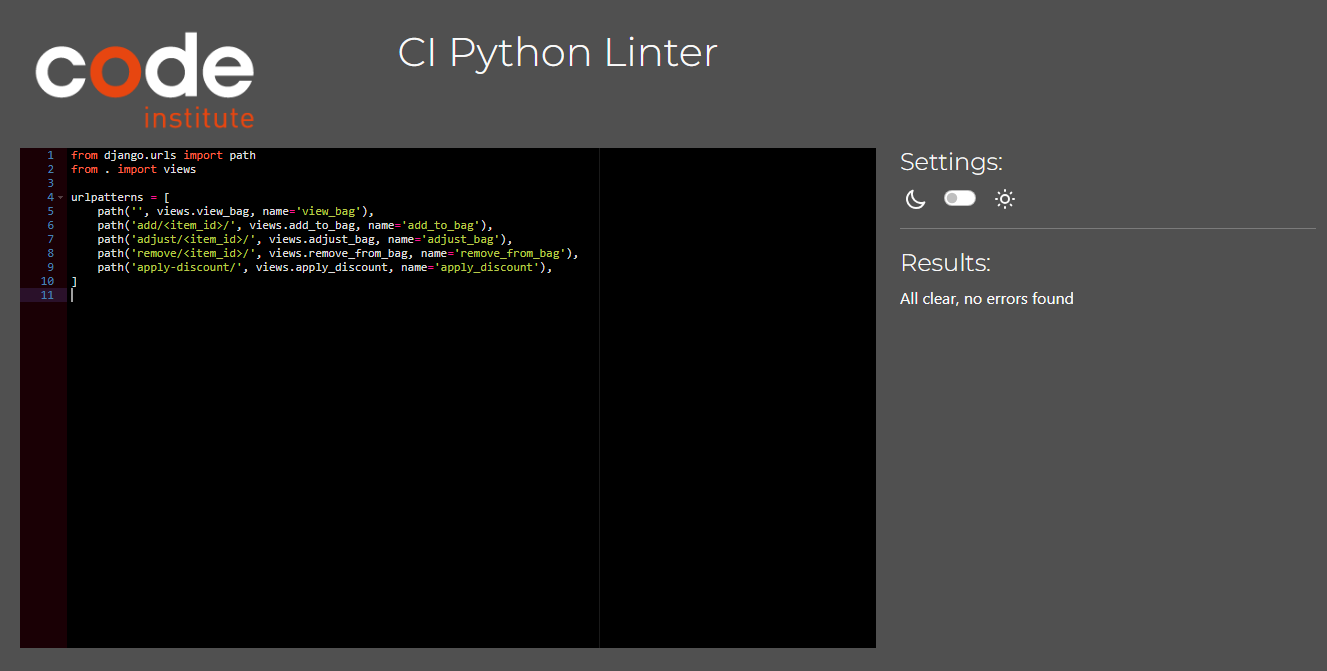 code
institute
CI Python Linter
1 from django.urls import path
2 from . import views
3
4 urlpatterns = [
5     path('', views.view_bag, name='view_bag'),
6     path('add/<item_id>/', views.add_to_bag, name='add_to_bag'),
7     path('adjust/<item_id>/', views.adjust_bag, name='adjust_bag'),
8     path('remove/<item_id>/', views.remove_from_bag, name='remove_from_bag'),
9     path('apply-discount/', views.apply_discount, name='apply_discount'),
10 ]
11
Settings:
Results:
All clear, no errors found